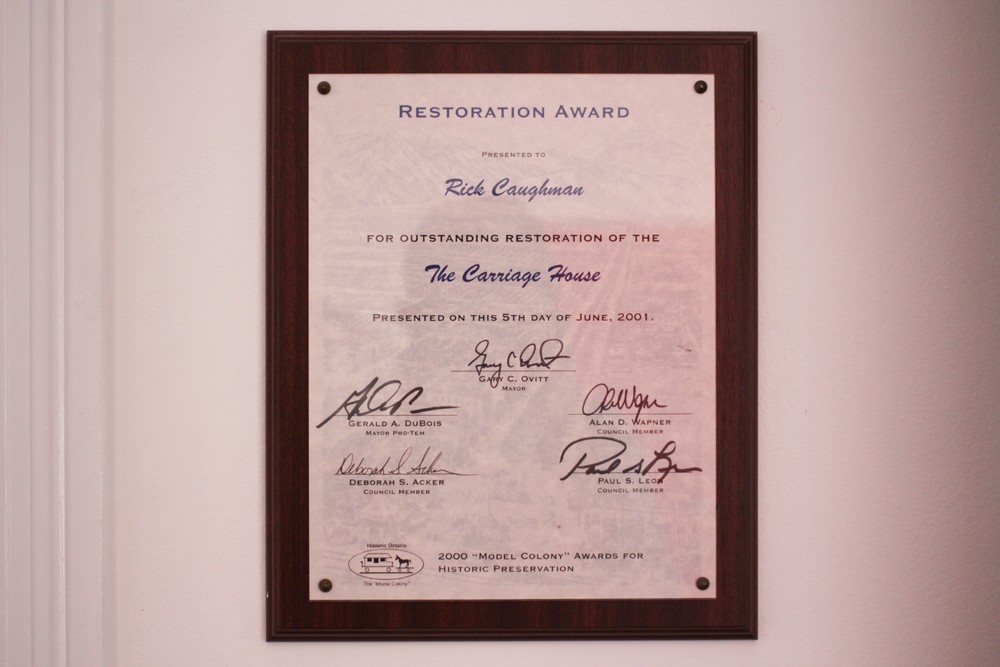 RESTORATION AWARD
PRESENTED TO
Rick Caughman
FOR OUTSTANDING RESTORATION OF THE
The Carriage House
PRESENTED ON THIS 5TH DAY OF JUNE, 2001.
GARY C. OVITT
MAYOR
GERALD A. DUBOIS
MAYOR PRO-TEM
ALAN D. WAPNER
COUNCIL MEMBER
Deborah S Acker
DEBORAH S. ACKER
COUNCIL MEMBER
PAUL S. LEON
COUNCIL MEMBER
Historic Ontario
The "Model Colony"
2000 "MODEL COLONY" AWARDS FOR
HISTORIC PRESERVATION